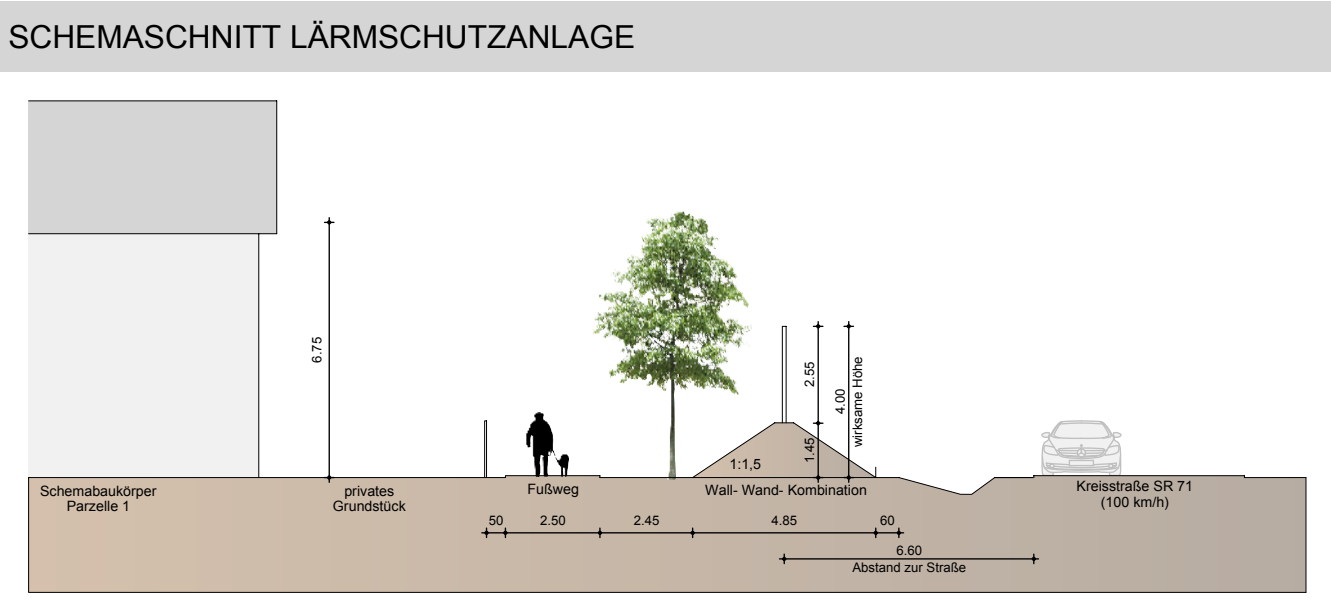 SCHEMASCHNITT LÄRMSCHUTZANLAGE
6.75
2.55
4.00
wirksame Höhe
1.45
1:1,5
Schemabaukörper
Parzelle 1
privates
Grundstück
Fußweg
Wall- Wand- Kombination
Kreisstraße SR 71
(100 km/h)
50
2.50
2.45
4.85
60
6.60
Abstand zur Straße